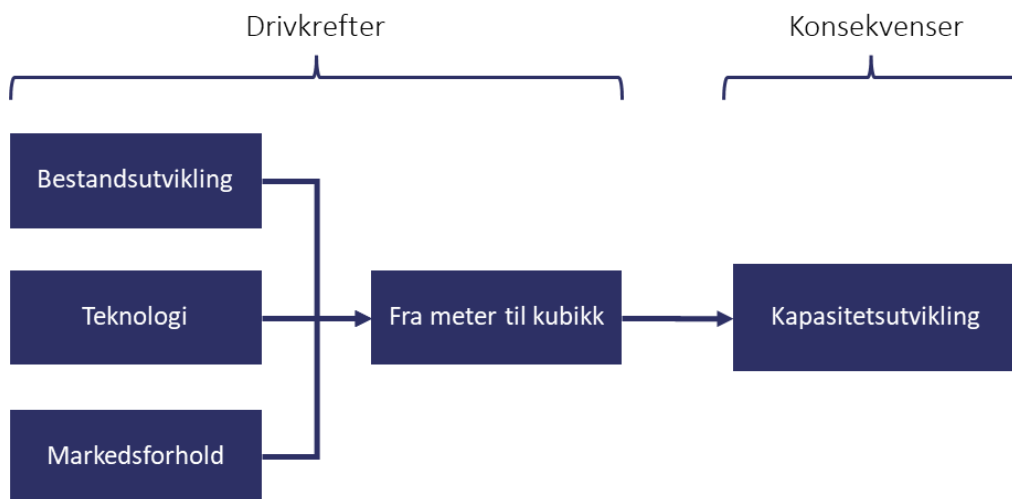 Drivkrefter
Konsekvenser
Bestandsutvikling
Teknologi
Fra meter til kubikk
Kapasitetsutvikling
Markedsforhold